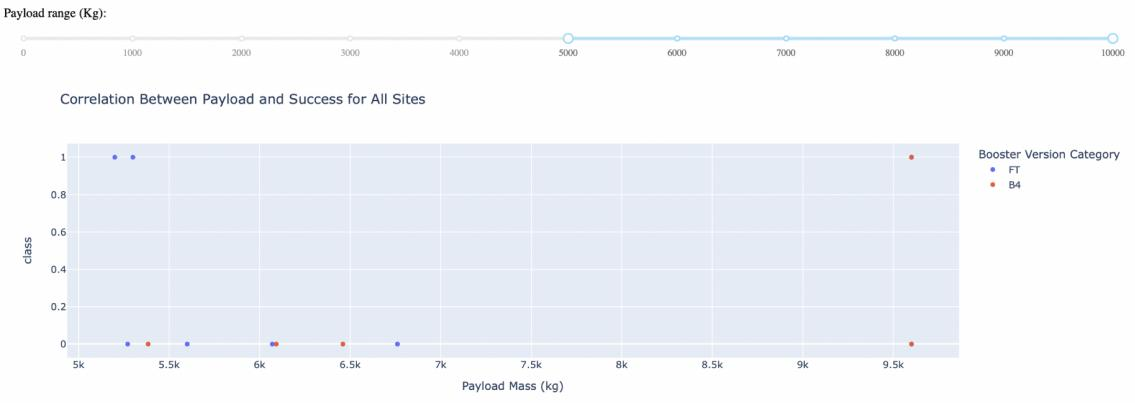 Payload range (Kg):
0 1000 2000 3000 4000 5000 6000 7000 8000 9000 10000
Correlation Between Payload and Success for All Sites
Booster Version Category
FT
B4
class
1
0.8
0.6
0.4
0.2
0
5k 5.5k 6k 6.5k 7k 7.5k 8k 8.5k 9k 9.5k
Payload Mass (kg)